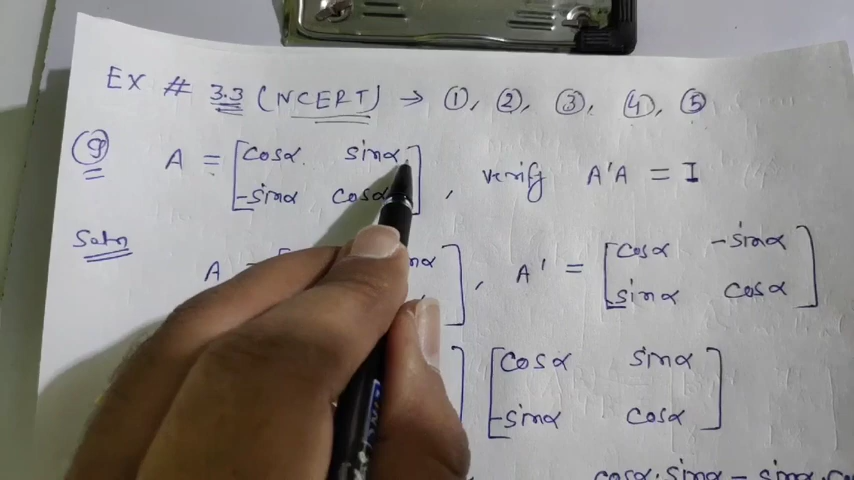 EX # 3.3 (NCERT) → ①, ②, ③, ④, ⑤
⑨ A = [cosα sinα
-sinα cosα], verify A'A = I
Soln
A = , A' = [cosα -sinα
sinα cosα]
[cosα sinα
-sinα cosα]
cosα.sinα - sinα.